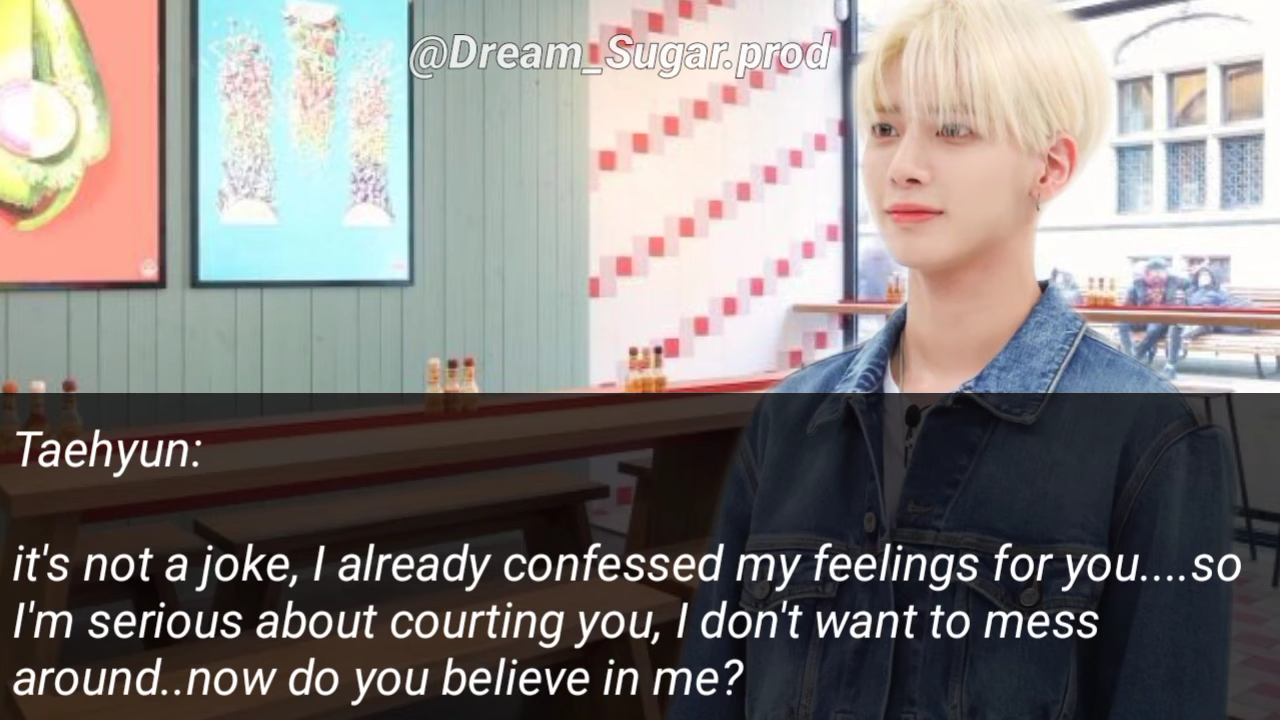 @Dream_Sugar.prod
Taehyun:
it's not a joke, I already confessed my feelings for you....so
I'm serious about courting you, I don't want to mess
around..now do you believe in me?